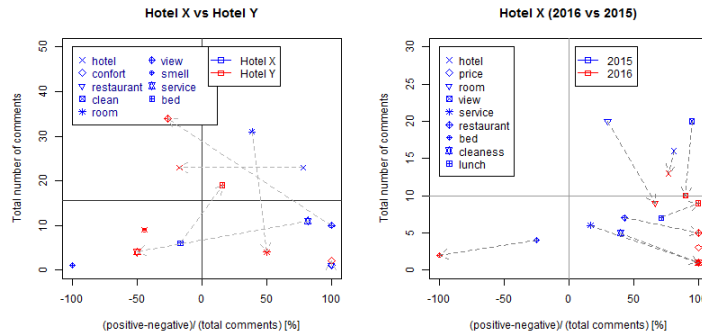 Hotel X vs Hotel Y
Total number of comments
50
40
30
20
10
0
hotel
confort
restaurant
clean
room
view
smell
service
bed
Hotel X
Hotel Y
-100
-50
0
50
100
(positive-negative)/ (total comments) [%]
Hotel X (2016 vs 2015)
Total number of comments
30
25
20
15
10
5
0
hotel
price
room
view
service
restaurant
bed
cleaness
lunch
2015
2016
-100
-50
0
50
100
(positive-negative)/ (total comments) [%]